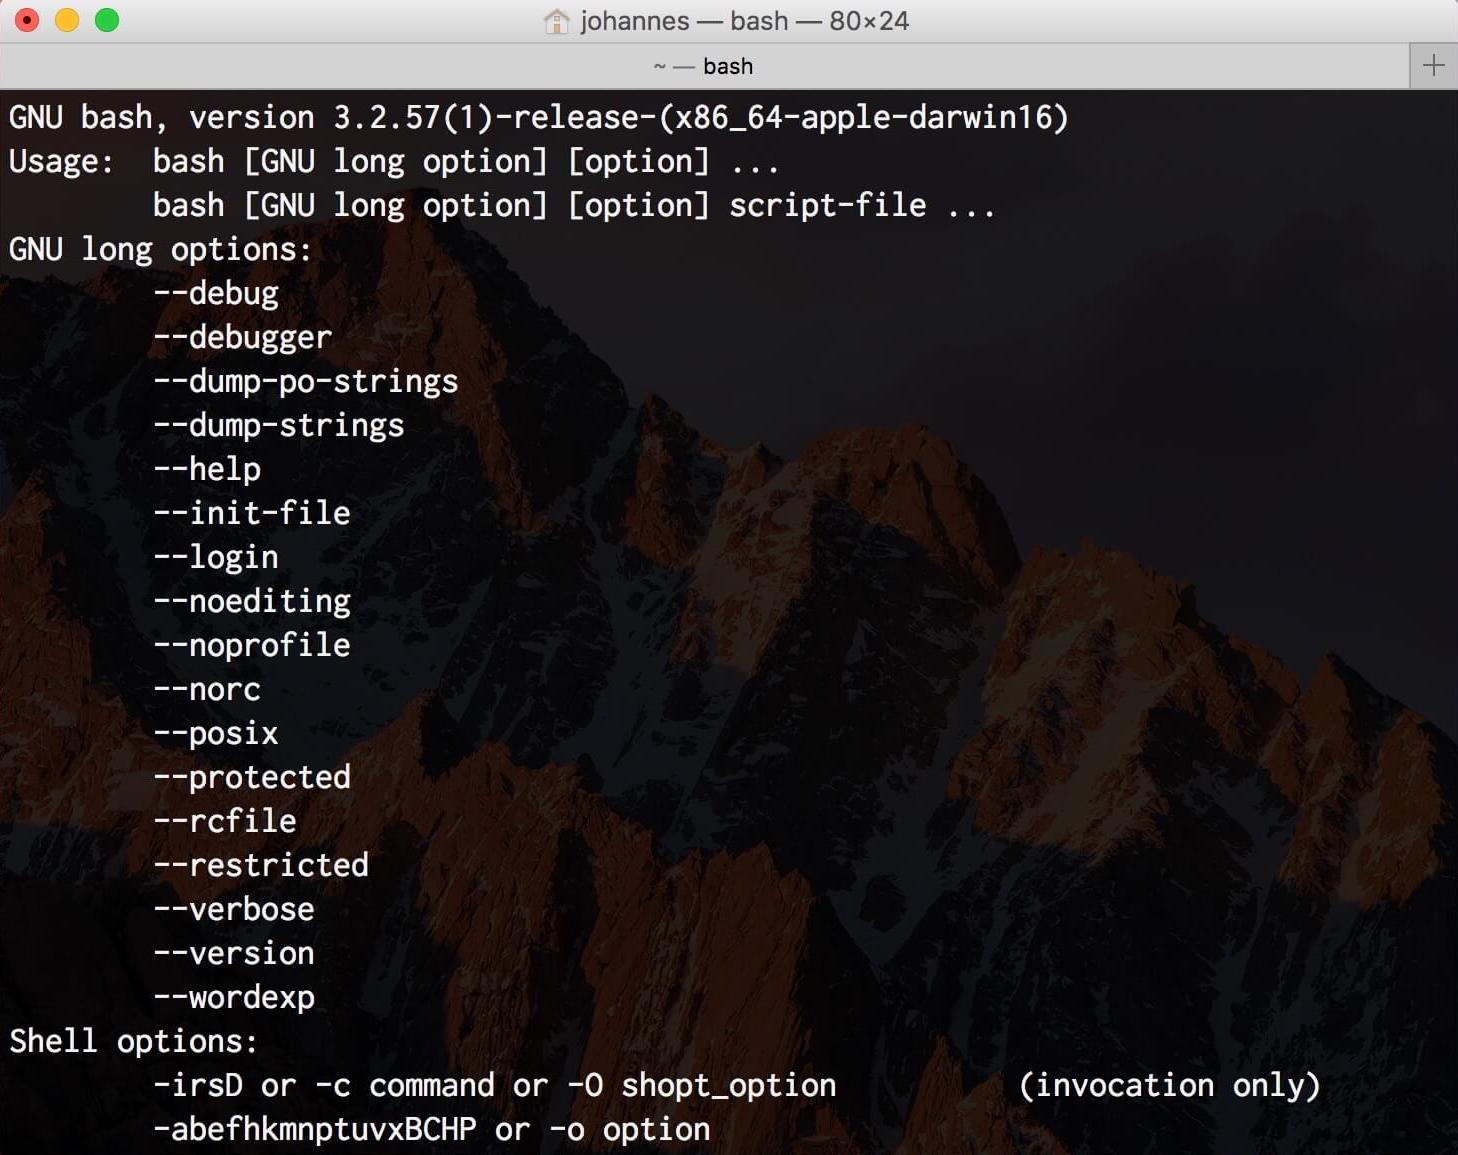 johannes — bash — 80×24
~ — bash
GNU bash, version 3.2.57(1)-release-(x86_64-apple-darwin16)
Usage:  bash [GNU long option] [option] ...
        bash [GNU long option] [option] script-file ...
GNU long options:
        --debug
        --debugger
        --dump-po-strings
        --dump-strings
        --help
        --init-file
        --login
        --noediting
        --noprofile
        --norc
        --posix
        --protected
        --rcfile
        --restricted
        --verbose
        --version
        --wordexp
Shell options:
        -irsD or -c command or -O shopt_option          (invocation only)
        -abefhkmnptuvxBCHP or -o option